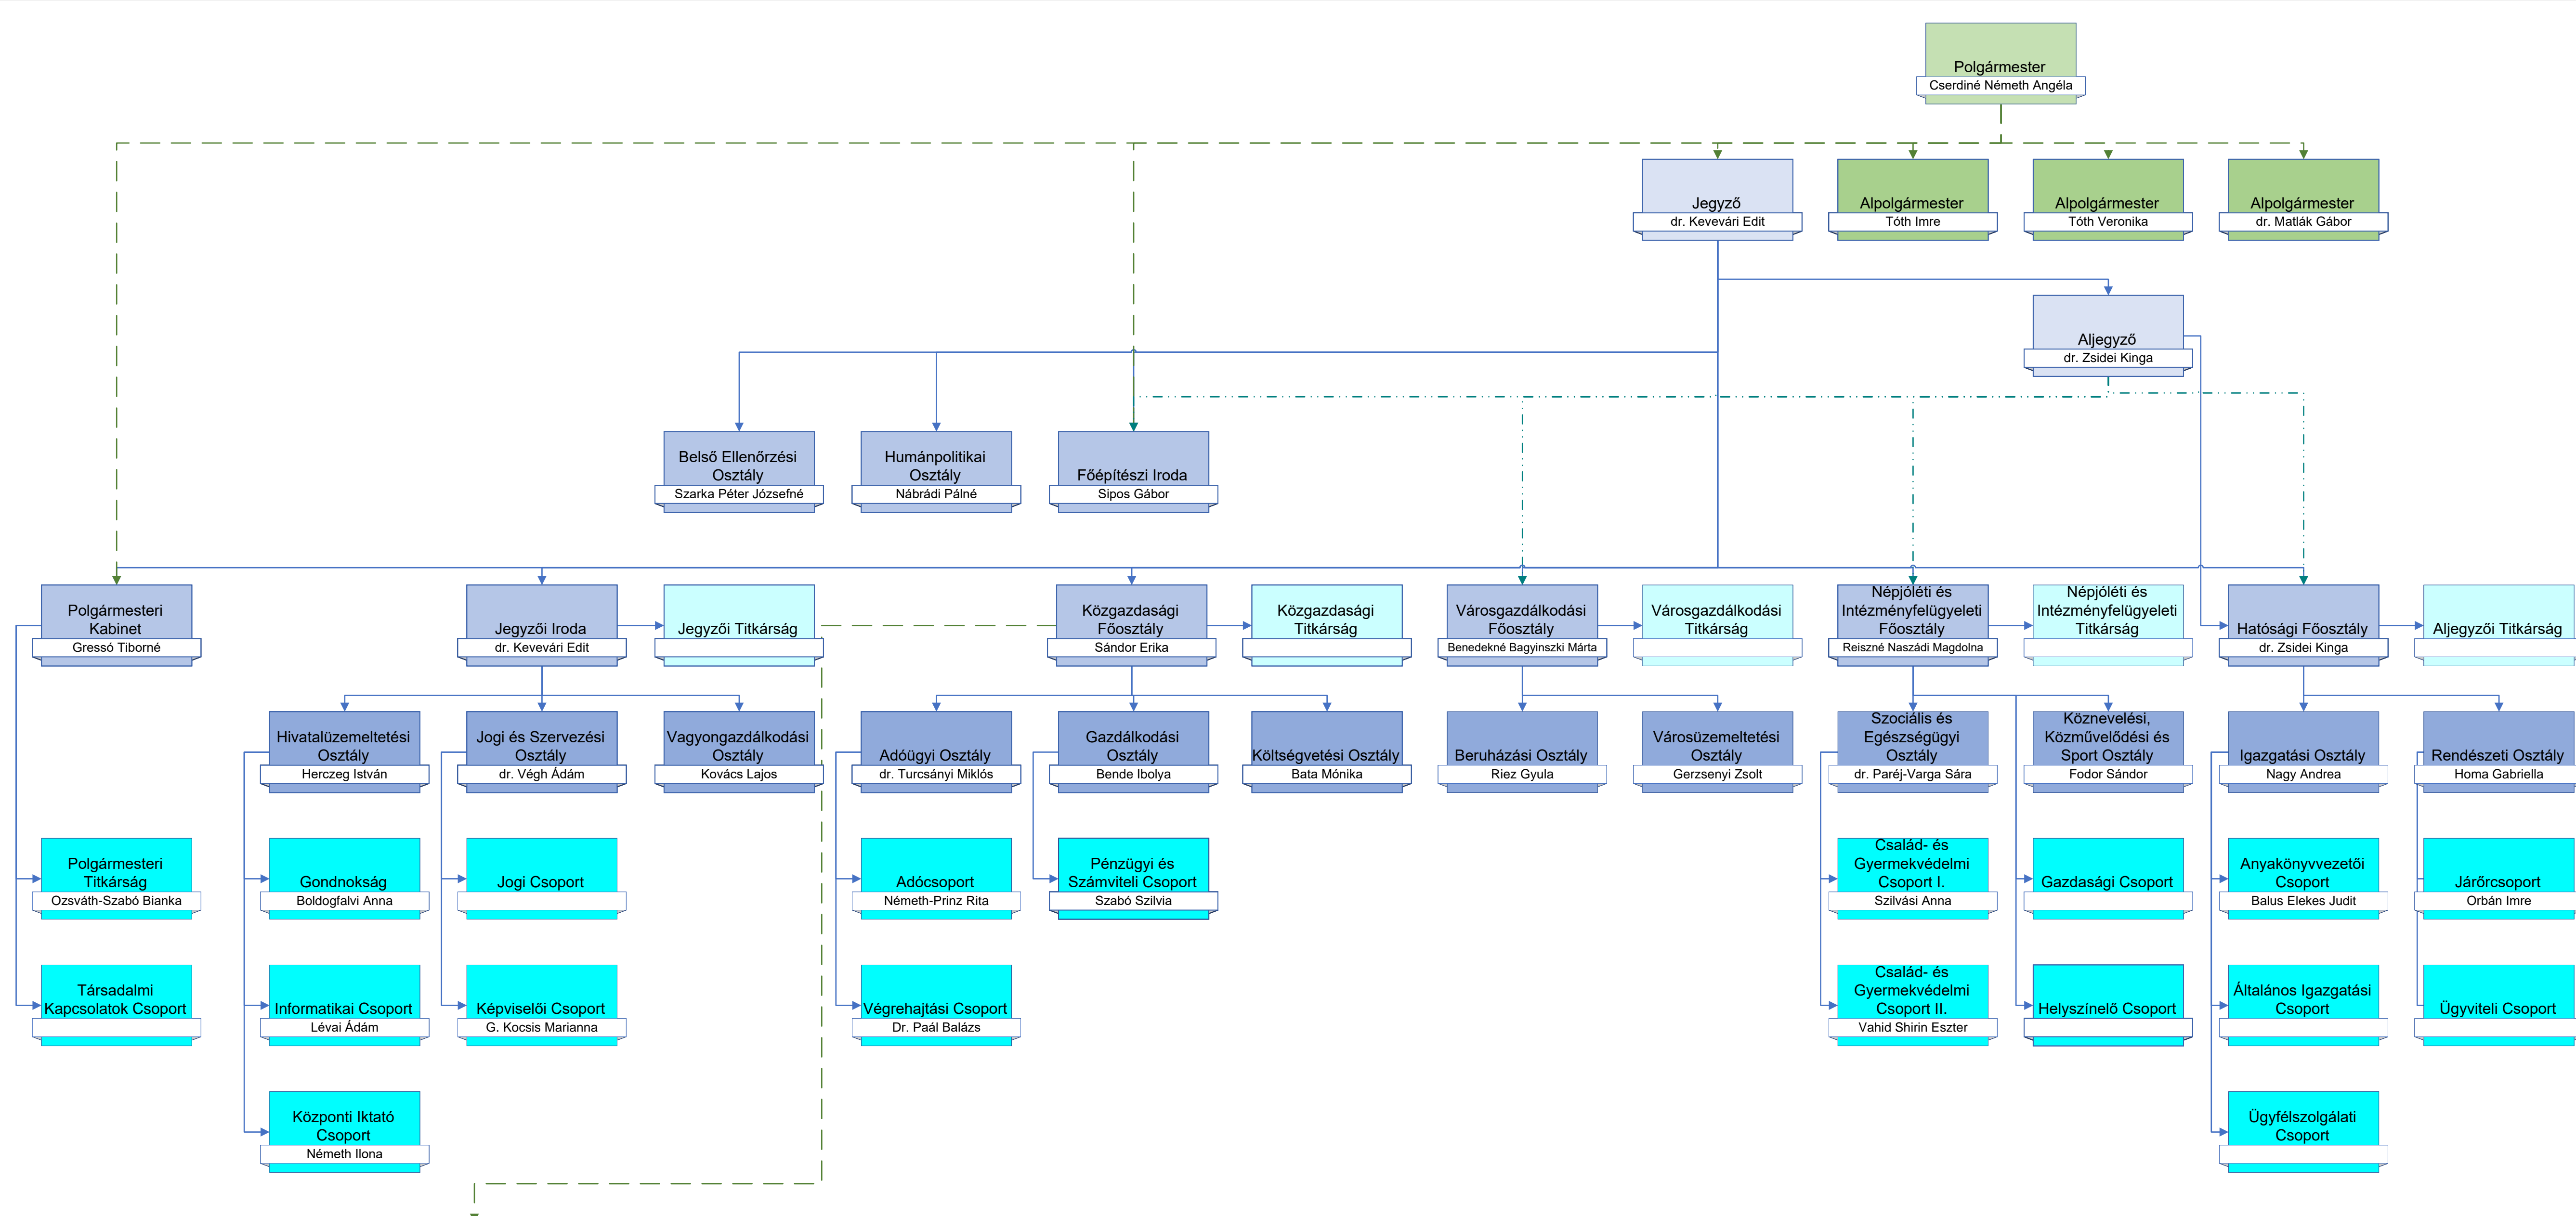 Polgármester
Cserdiné Németh Angéla
Jegyző
dr. Kevevári Edit
Alpolgármester
Tóth Imre
Alpolgármester
Tóth Veronika
Alpolgármester
dr. Matlák Gábor
Aljegyző
dr. Zsidei Kinga
Belső Ellenőrzési
Osztály
Szarka Péter Józsefné
Humánpolitikai
Osztály
Nábrádi Pálné
Főépítészi Iroda
Sipos Gábor
Polgármesteri
Kabinet
Gressó Tiborné
Jegyzői Iroda
dr. Kevevári Edit
Jegyzői Titkárság
Közgazdasági
Főosztály
Sándor Erika
Közgazdasági
Titkárság
Városgazdálkodási
Főosztály
Benedekné Bagyinszki Márta
Városgazdálkodási
Titkárság
Népjóléti és
Intézményfelügyeleti
Főosztály
Reiszné Naszádi Magdolna
Népjóléti és
Intézményfelügyeleti
Titkárság
Hatósági Főosztály
dr. Zsidei Kinga
Aljegyzői Titkárság
Hivatalüzemeltetési
Osztály
Herczeg István
Jogi és Szervezési
Osztály
dr. Végh Ádám
Vagyongazdálkodási
Osztály
Kovács Lajos
Adóügyi Osztály
dr. Turcsányi Miklós
Gazdálkodási
Osztály
Bende Ibolya
Költségvetési Osztály
Bata Mónika
Beruházási Osztály
Riez Gyula
Városüzemeltetési
Osztály
Gerzsenyi Zsolt
Szociális és
Egészségügyi
Osztály
dr. Paréj-Varga Sára
Köznevelési,
Közművelődési és
Sport Osztály
Fodor Sándor
Igazgatási Osztály
Nagy Andrea
Rendészeti Osztály
Homa Gabriella
Polgármesteri
Titkárság
Ozsváth-Szabó Bianka
Gondnokság
Boldogfalvi Anna
Jogi Csoport
Adócsoport
Németh-Prinz Rita
Pénzügyi és
Számviteli Csoport
Szabó Szilvia
Család- és
Gyermekvédelmi
Csoport I.
Szilvási Anna
Gazdasági Csoport
Anyakönyvvezetői
Csoport
Balus Elekes Judit
Járőrcsoport
Orbán Imre
Társadalmi
Kapcsolatok Csoport
Informatikai Csoport
Lévai Ádám
Képviselői Csoport
G. Kocsis Marianna
Végrehajtási Csoport
Dr. Paál Balázs
Család- és
Gyermekvédelmi
Csoport II.
Vahid Shirin Eszter
Helyszínelő Csoport
Általános Igazgatási
Csoport
Ügyviteli Csoport
Központi Iktató
Csoport
Németh Ilona
Ügyfélszolgálati
Csoport